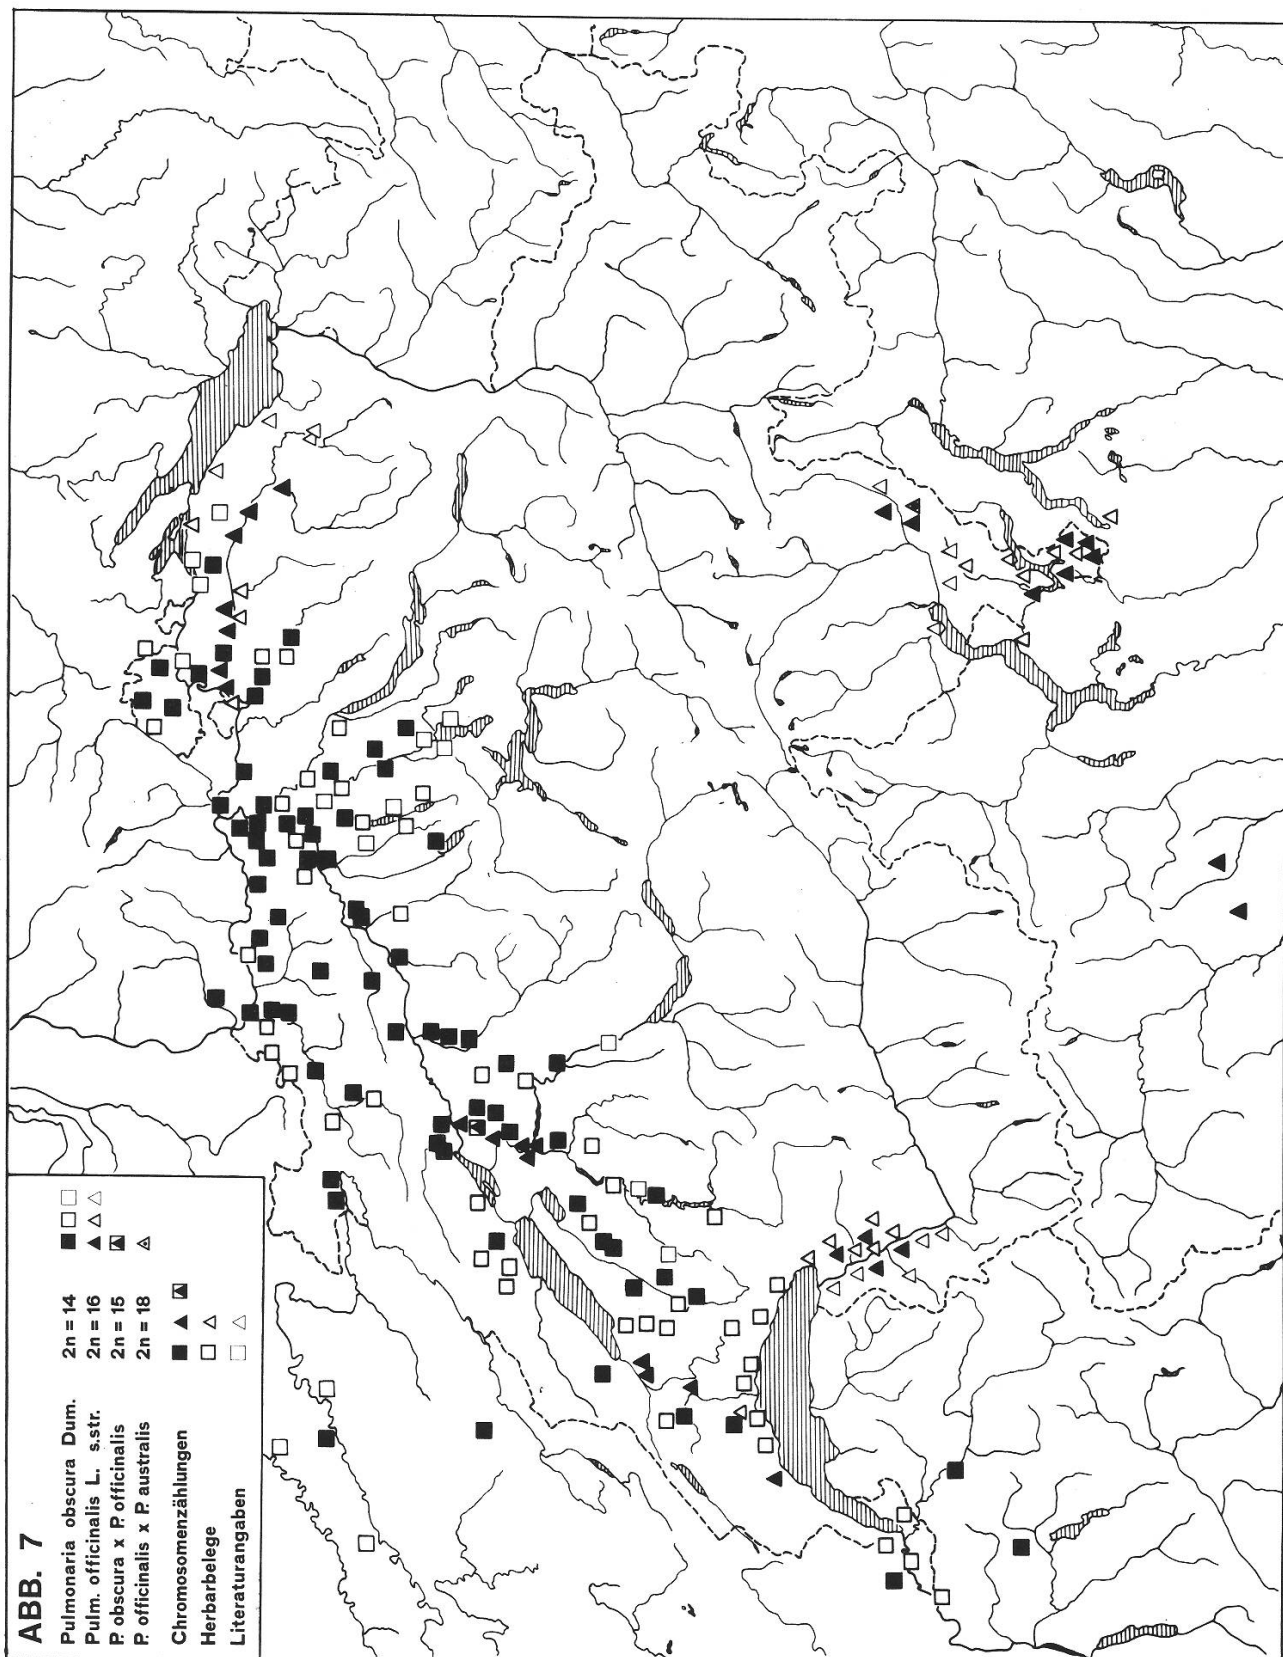 ABB. 7
Pulmonaria obscura Dum. 2n = 14
Pulm. officinalis L. s.str. 2n = 16
P. obscura x P. officinalis 2n = 15
P. officinalis x P. australis 2n = 18
Chromosomenzählungen
Herbarbelege
Literaturangaben